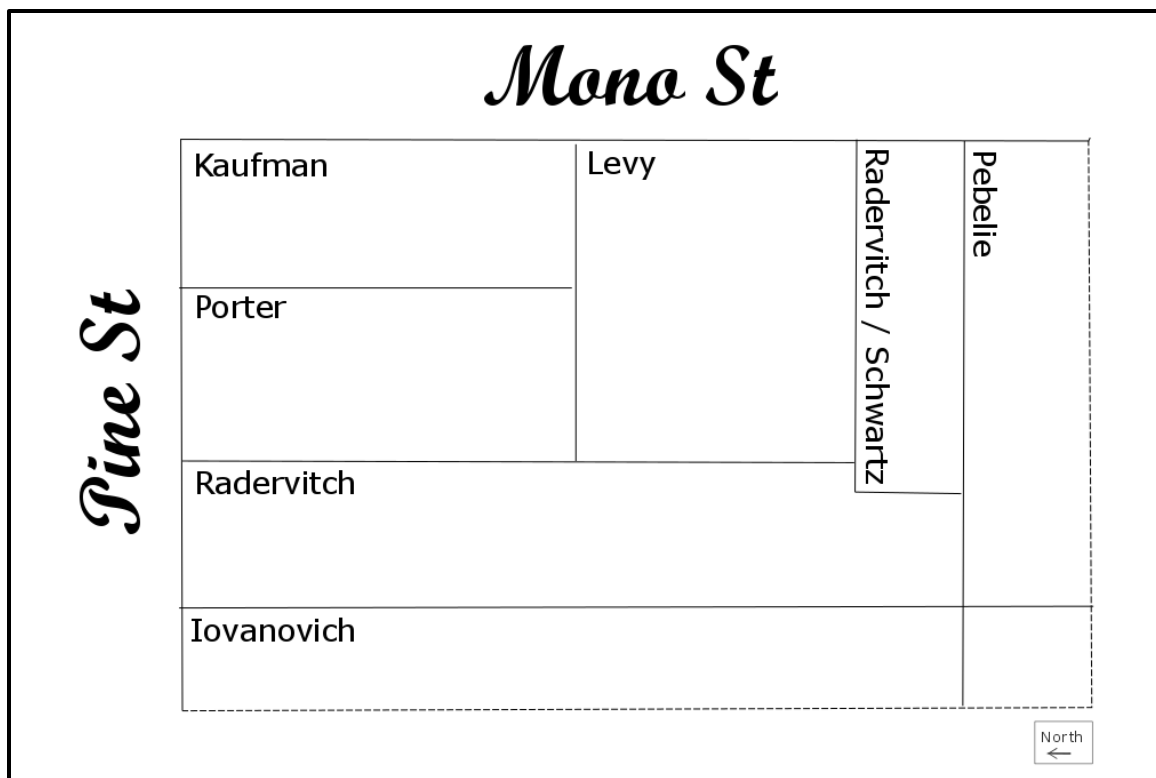 Mono St
Kaufman
Levy
Radervitch / Schwartz
Pebelie
Porter
Pine St
Radervitch
Iovanovich
North